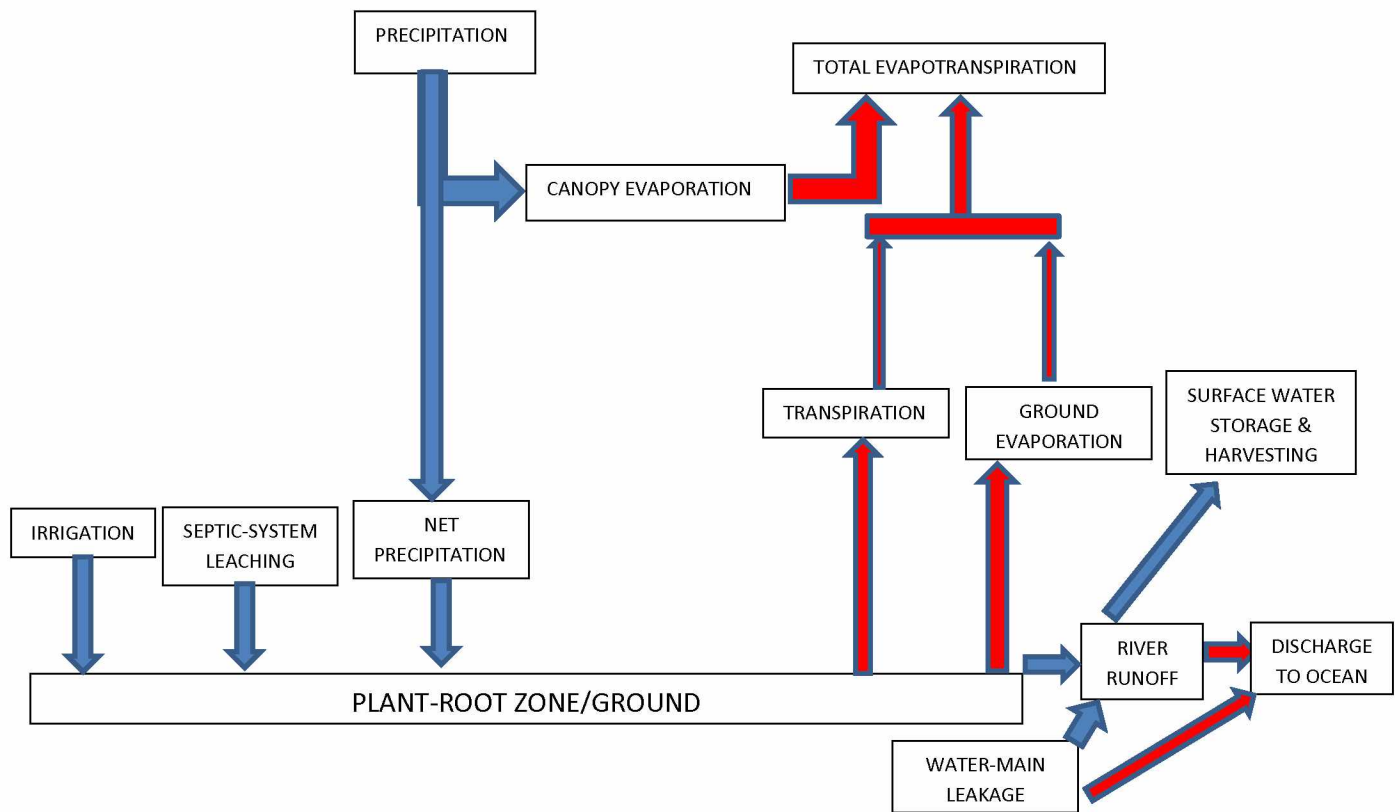 PRECIPITATION
TOTAL EVAPOTRANSPIRATION
CANOPY EVAPORATION
TRANSPIRATION
GROUND
EVAPORATION
SURFACE WATER
STORAGE &
HARVESTING
IRRIGATION
SEPTIC-SYSTEM
LEACHING
NET
PRECIPITATION
RIVER
RUNOFF
DISCHARGE
TO OCEAN
PLANT-ROOT ZONE/GROUND
WATER-MAIN
LEAKAGE